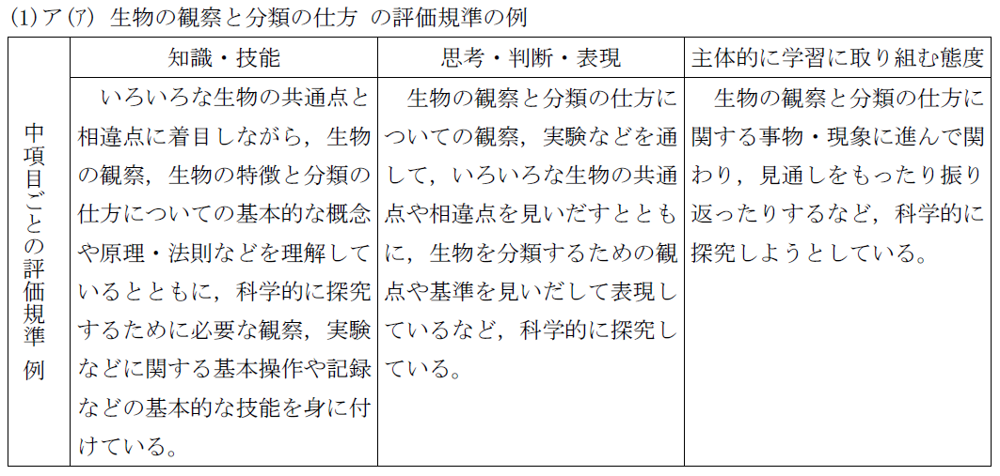 (1)ア(ｱ) 生物の観察と分類の仕方 の評価規準の例
中項目ごとの評価規準 例
知識・技能
いろいろな生物の共通点と
相違点に着目しながら，生物
の観察，生物の特徴と分類の
仕方についての基本的な概念
や原理・法則などを理解して
いるとともに，科学的に探究
するために必要な観察，実験
などに関する基本操作や記録
などの基本的な技能を身に付
けている。
思考・判断・表現
生物の観察と分類の仕方に
ついての観察，実験などを通
して，いろいろな生物の共通
点や相違点を見いだすととも
に，生物を分類するための観
点や基準を見いだして表現し
ているなど，科学的に探究し
ている。
主体的に学習に取り組む態度
生物の観察と分類の仕方に
関する事物・現象に進んで関
わり，見通しをもったり振り
返ったりするなど，科学的に
探究しようとしている。